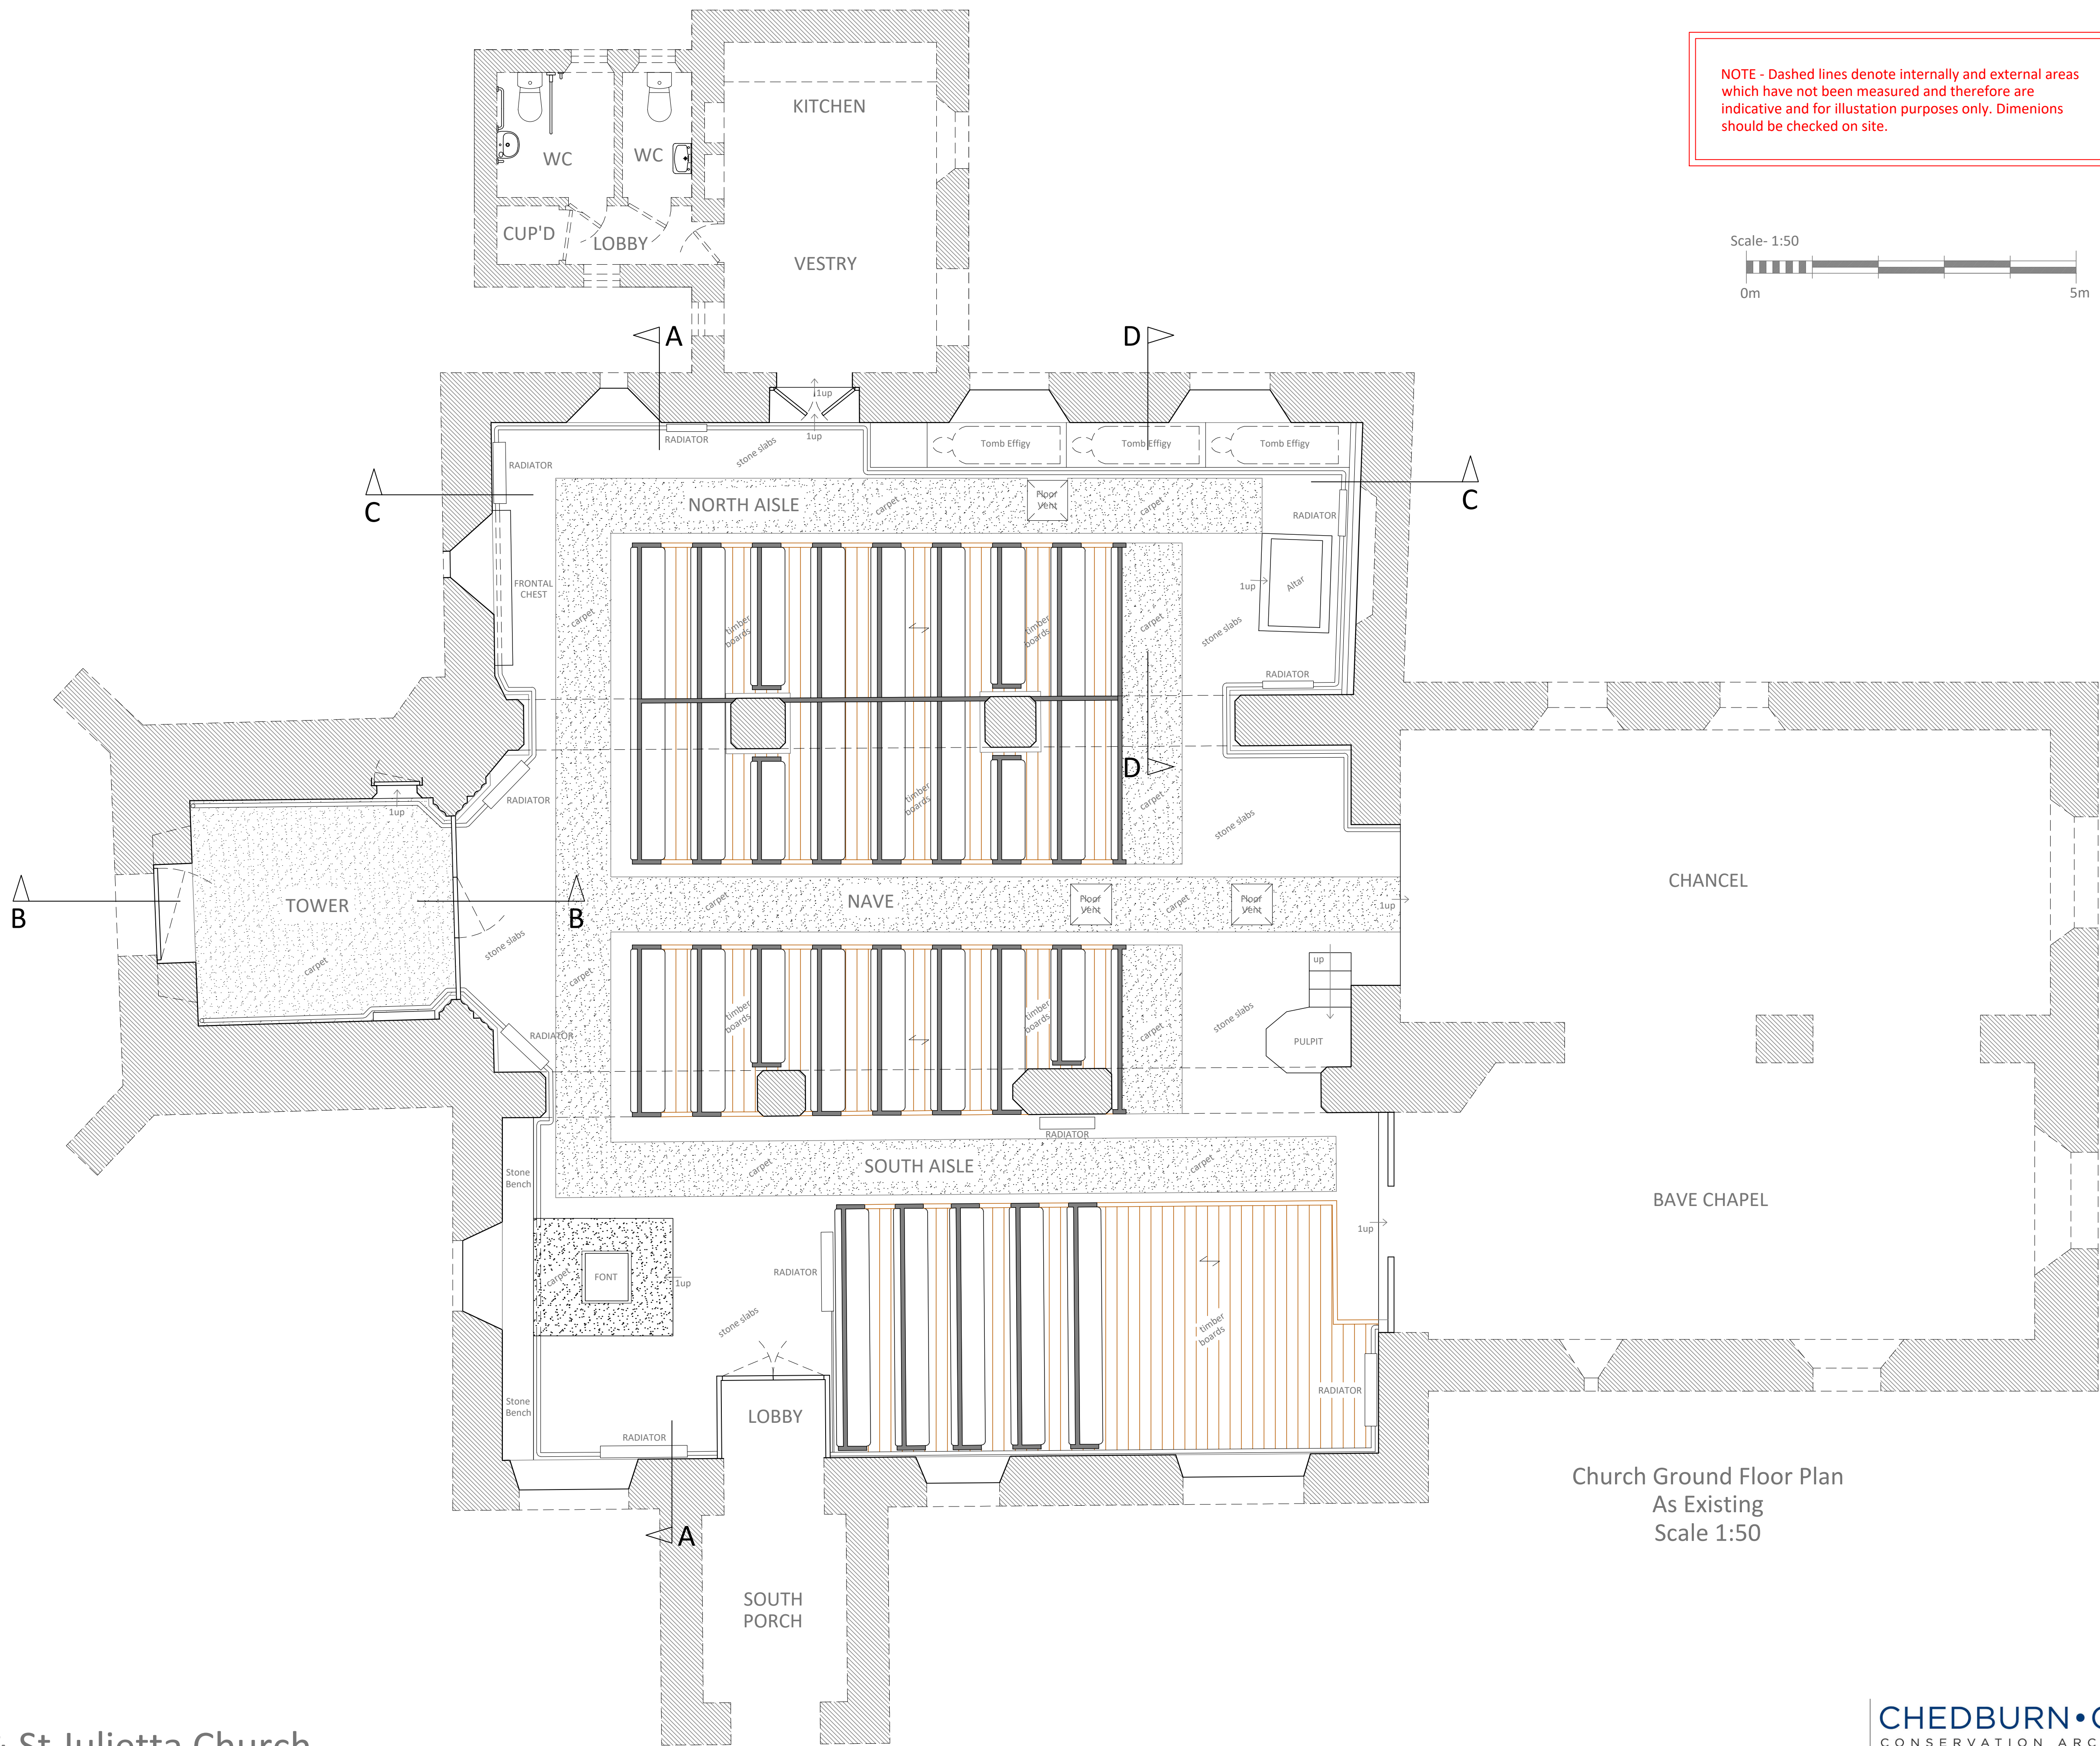 NOTE - Dashed lines denote internally and external areas
which have not been measured and therefore are
indicative and for illustation purposes only. Dimenions
should be checked on site.
Scale- 1:50
0m
5m
KITCHEN
WC
WC
CUP'D
LOBBY
VESTRY
A
D
1up
1up
RADIATOR
stone slabs
Tomb Effigy
Tomb Effigy
Tomb Effigy
RADIATOR
C
C
NORTH AISLE
carpet
Floor
Vent
carpet
RADIATOR
FRONTAL
CHEST
1up
Altar
carpet
timber
boards
timber
boards
carpet
stone slabs
RADIATOR
D
RADIATOR
timber
boards
carpet
1up
stone slabs
TOWER
carpet
B
B
stone slabs
NAVE
carpet
Floor
Vent
carpet
Floor
Vent
1up
CHANCEL
carpet
up
timber
boards
timber
boards
carpet
stone slabs
RADIATOR
PULPIT
RADIATOR
SOUTH AISLE
carpet
carpet
Stone
Bench
BAVE CHAPEL
1up
carpet
FONT
1up
RADIATOR
stone slabs
timber
boards
RADIATOR
Stone
Bench
LOBBY
RADIATOR
A
Church Ground Floor Plan
As Existing
Scale 1:50
SOUTH
PORCH
St Julietta Church
CHEDBURN•
CONSERVATION ARC